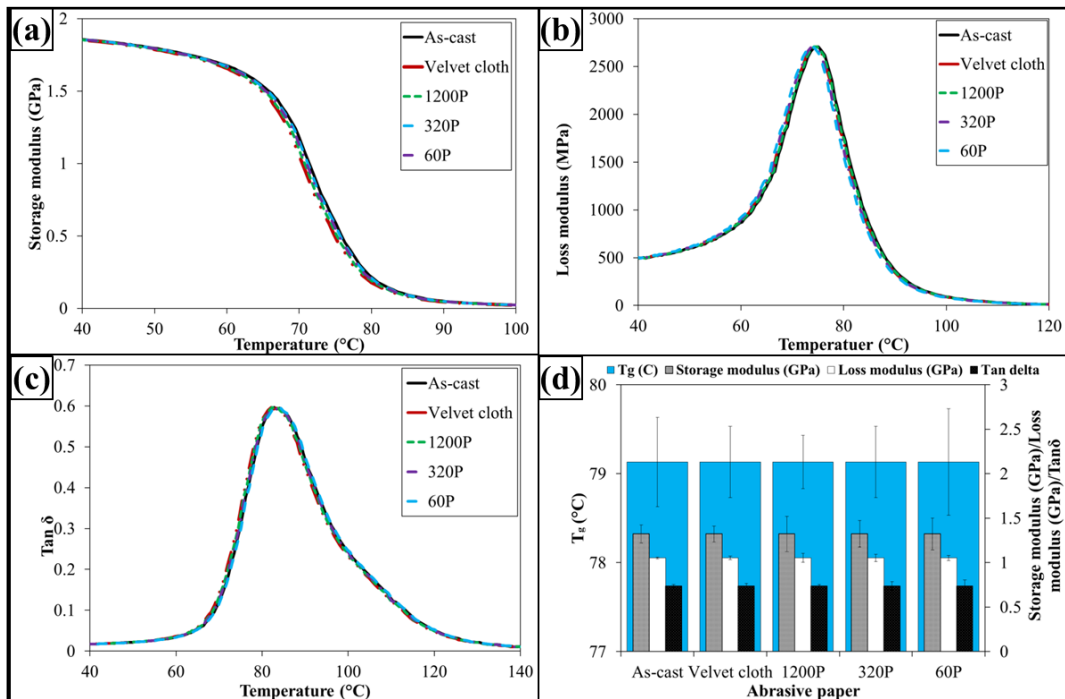 (a)
Storage modulus (GPa)
2
1.5
1
0.5
0
As-cast
Velvet cloth
1200P
320P
60P
40 50 60 70 80 90 100
Temperature (°C)
(b)
Loss modulus (MPa)
3000
2500
2000
1500
1000
500
0
As-cast
Velvet cloth
1200P
320P
60P
40 60 80 100 120
Temperatuer (°C)
(c)
Tan δ
0.7
0.6
0.5
0.4
0.3
0.2
0.1
0
As-cast
Velvet cloth
1200P
320P
60P
40 60 80 100 120 140
Temperature (°C)
(d)
Tg (C) Storage modulus (GPa) Loss modulus (GPa) Tan delta
Tg (°C)
80
79
78
77
3
2.5
2
1.5
1
0.5
0
Storage modulus (GPa)/Loss
modulus (GPa)/Tanδ
As-cast Velvet cloth 1200P 320P 60P
Abrasive paper